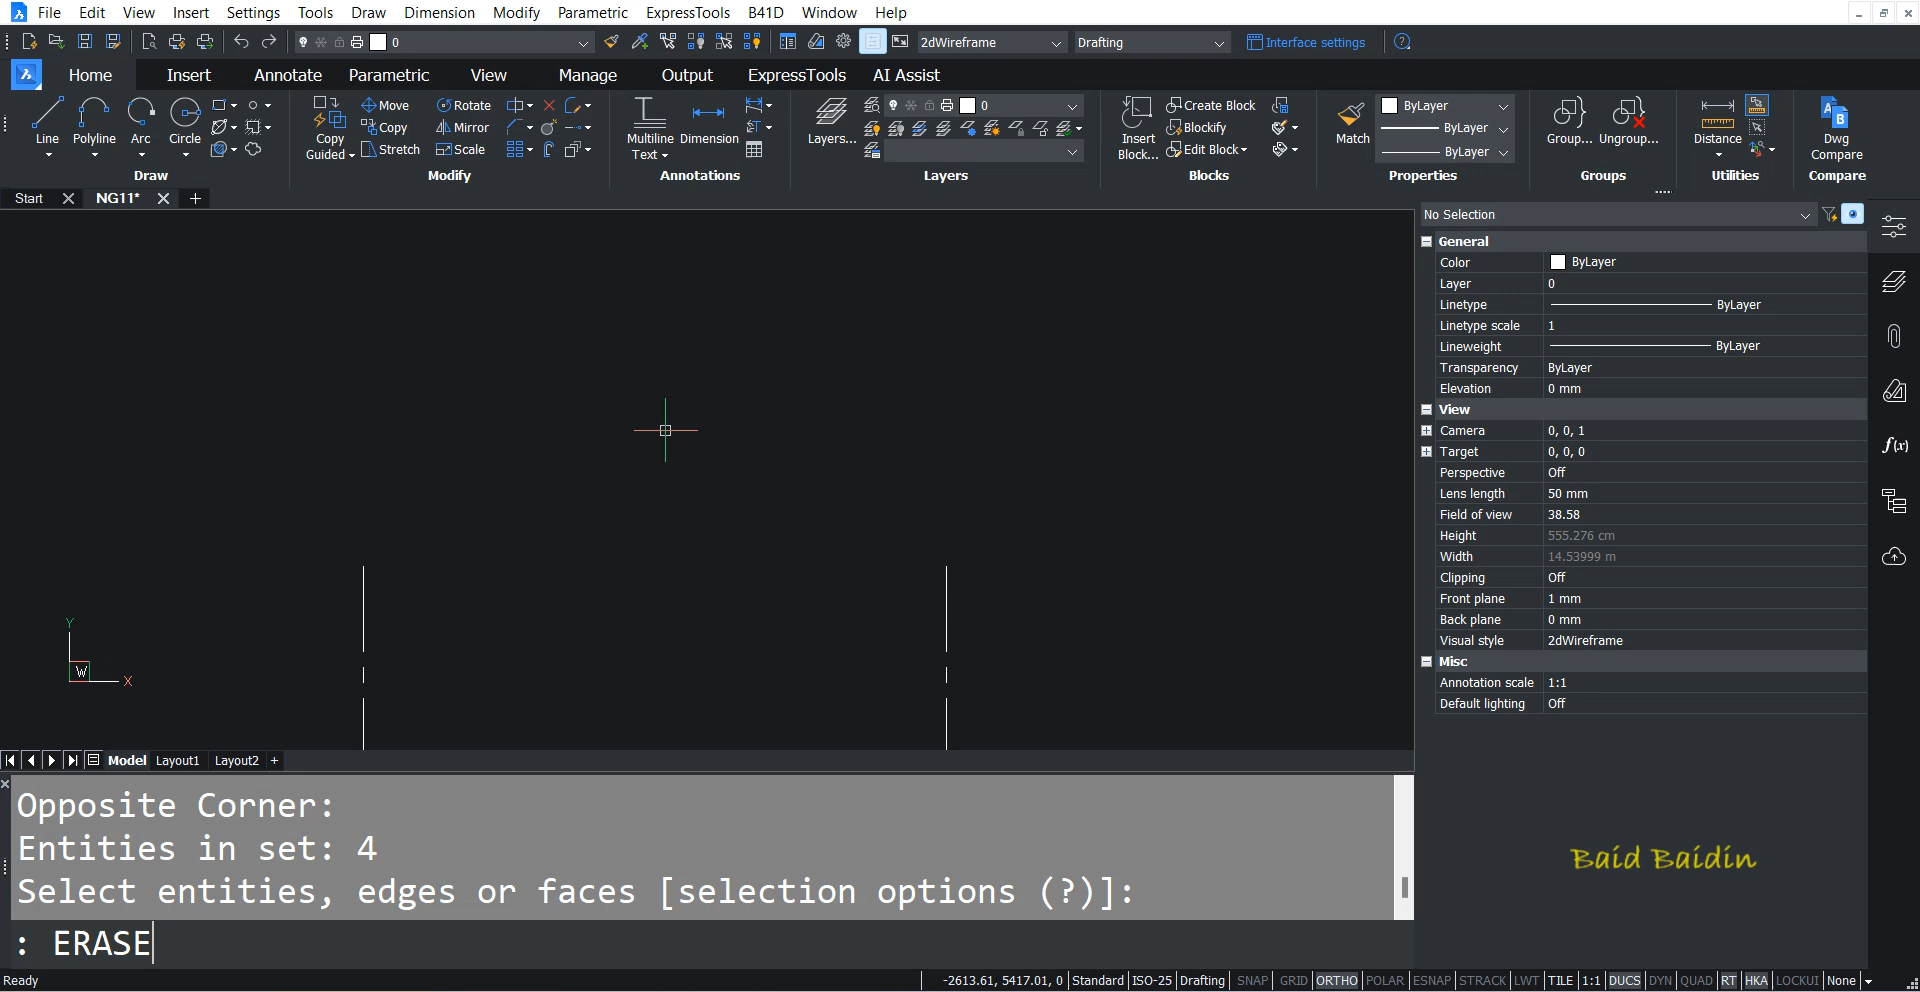 File Edit View Insert Settings Tools Draw Dimension Modify Parametric ExpressTools B41D Window Help
0 2dWireframe Drafting Interface settings
Home Insert Annotate Parametric View Manage Output ExpressTools AI Assist
Line Polyline Arc Circle
Draw
Copy Guided
Move Rotate
Copy Mirror
Stretch Scale
Modify
Multiline Text Dimension
Annotations
Layers...
0
Layers
Insert Block...
Create Block
Blockify
Edit Block
Blocks
Match
ByLayer
ByLayer
ByLayer
Properties
Group... Ungroup...
Groups
Distance
Utilities
A B
Dwg Compare
Compare
Start NG11* +
No Selection
General
Color ByLayer
Layer 0
Linetype ByLayer
Linetype scale 1
Lineweight ByLayer
Transparency ByLayer
Elevation 0 mm
View
Camera 0, 0, 1
Target 0, 0, 0
Perspective Off
Lens length 50 mm
Field of view 38.58
Height 555.276 cm
Width 14.53999 m
Clipping Off
Front plane 1 mm
Back plane 0 mm
Visual style 2dWireframe
Misc
Annotation scale 1:1
Default lighting Off
f(x)
Y
W
X
Model Layout1 Layout2 +
Opposite Corner:
Entities in set: 4
Select entities, edges or faces [selection options (?)]:
: ERASE
Baid Baidin
Ready -2613.61, 5417.01, 0 Standard ISO-25 Drafting SNAP GRID ORTHO POLAR ESNAP STRACK LWT TILE 1:1 DUCS DYN QUAD RT HKA LOCKUI None